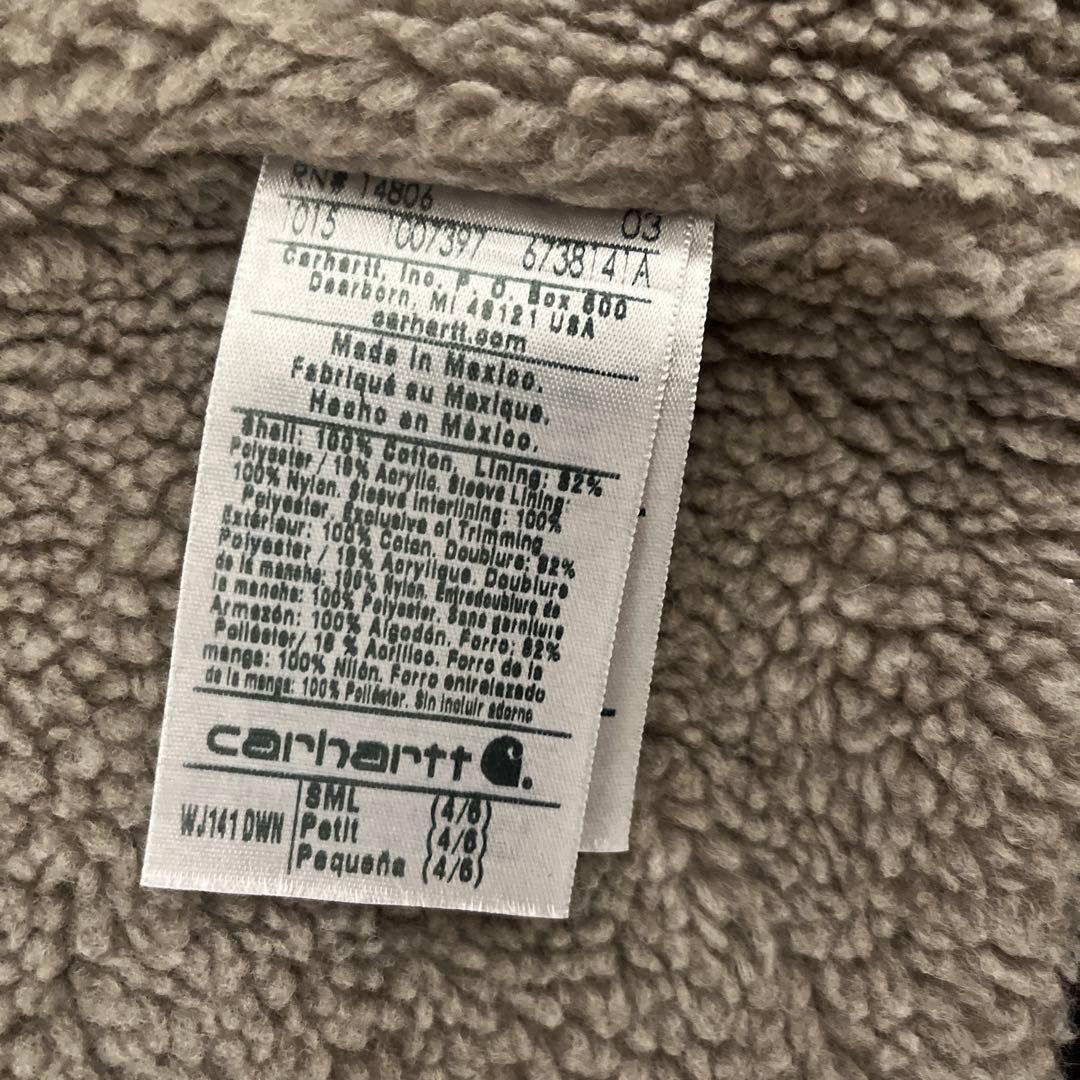 RN# 14806 03
1015 1007397 6738141A
Carhartt, Inc. P. O. Box 600
Dearborn, MI 48121 USA
carhartt.com
Made in Mexico.
Fabriqué au Mexique.
Hecho en México.
Shell: 100% Cotton, Lining: 82%
Polyester / 18% Acrylic. Sleeve Lining:
100% Nylon. Sleeve Interlining: 100%
Polyester, Exclusive of Trimming
Extérieur: 100% Coton. Doublure: 82%
Polyester / 18% Acrylique. Doublure
de la manche: 100% Nylon. Entredoublure de
la manche: 100% Polyester. Sans garniture
Armazón: 100% Algodón. Forro: 82%
Poliéster/ 18 % Acrílico. Forro de la
manga: 100% Nilón. Forro entrelazado
de la manga: 100% Poliéster. Sin incluir adorno
carhartt
WJ141 DWN
SML (4/6)
Petit (4/6)
Pequeña (4/6)